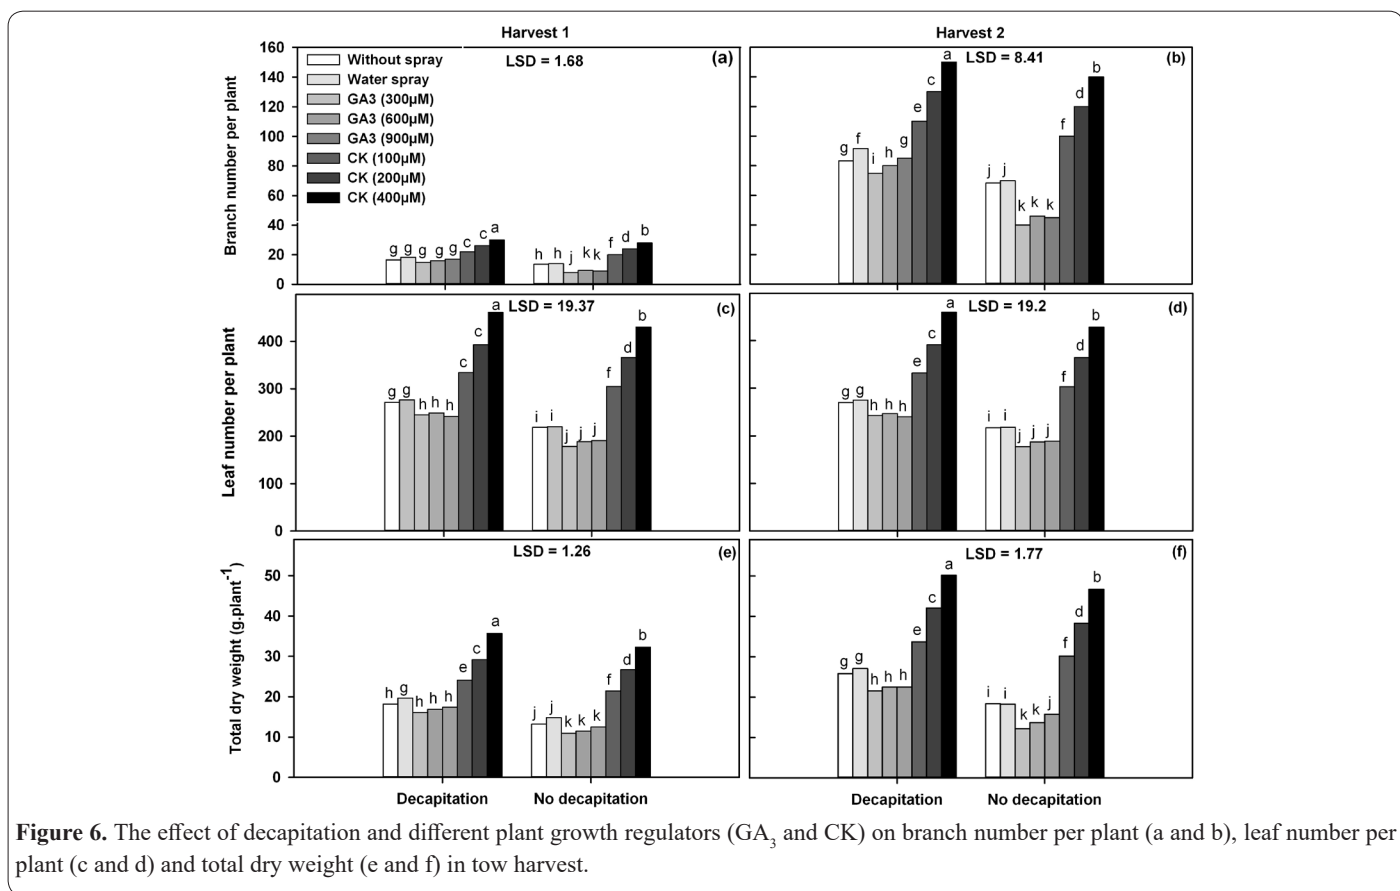 Harvest 1
Harvest 2
Branch number per plant
160
140
120
100
80
60
40
20
0
Without spray
Water spray
GA3 (300µM)
GA3 (600µM)
GA3 (900µM)
CK (100µM)
CK (200µM)
CK (400µM)
LSD = 1.68
(a)
g g g g g c c a
h h j k k f d b
LSD = 8.41
(b)
g f i h g e c a
j j k k k f d b
Leaf number per plant
400
300
200
100
0
LSD = 19.37
(c)
g g h h h c c a
i i j j j f d b
LSD = 19.2
(d)
g g h h h e c a
i i j j j f d b
Total dry weight (g.plant-1)
50
40
30
20
10
0
LSD = 1.26
(e)
h g h h h e c a
j j k k k f d b
LSD = 1.77
(f)
g g h h h e c a
i i k k j f d b
Decapitation No decapitation
Decapitation No decapitation
Figure 6. The effect of decapitation and different plant growth regulators (GA3 and CK) on branch number per plant (a and b), leaf number per
plant (c and d) and total dry weight (e and f) in tow harvest.